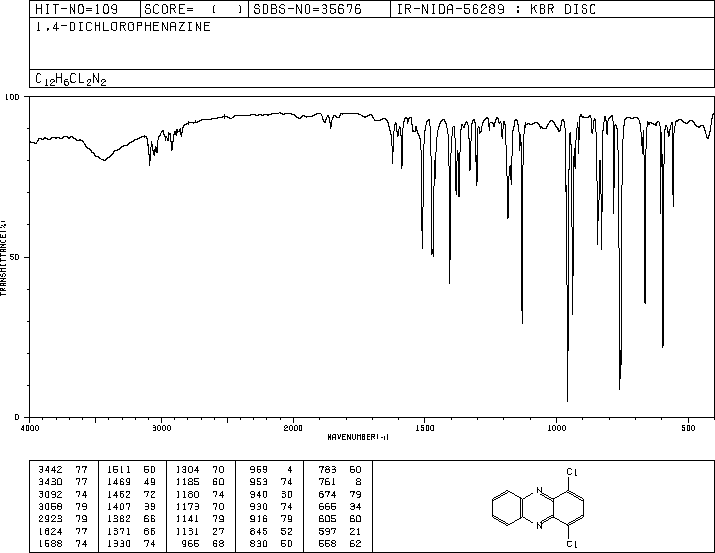 HIT-NO=109 SCORE= ( ) SDBS-NO=35676 IR-NIDA-56289 : KBR DISC
1,4-DICHLOROPHENAZINE
C12H6CL2N2
100
TRANSMITTANCE(%)
50
0
4000 3000 2000 1500 1000 500
WAVENUMBER(-1)
3442 77 1511 50 1304 70 959 4 783 60
3430 77 1469 49 1185 60 953 74 761 8
3092 74 1462 72 1180 74 940 30 674 79
3058 79 1407 39 1173 70 930 74 666 34
2923 79 1382 66 1141 79 916 79 605 60
1624 77 1371 66 1131 27 845 52 597 21
1588 74 1330 74 966 68 830 50 558 62
Cl
N
N
Cl